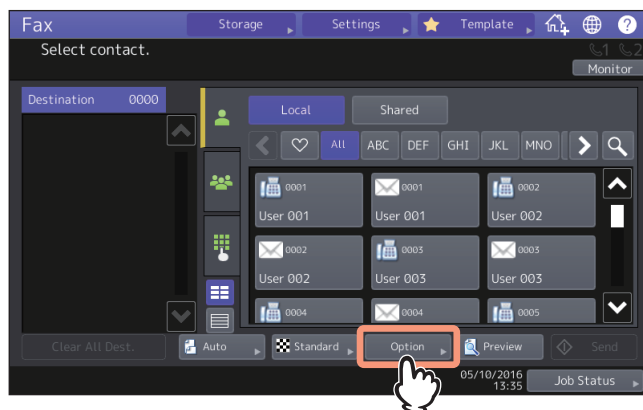 Fax
Storage
Settings
Template
?
Select contact.
1
2
Monitor
Destination 0000
Local
Shared
All
ABC
DEF
GHI
JKL
MNO
0001
User 001
0001
User 001
0002
User 002
0002
User 002
0003
User 003
0003
User 003
0004
0004
0005
Clear All Dest.
Auto
Standard
Option
Preview
Send
05/10/2016
13:35
Job Status